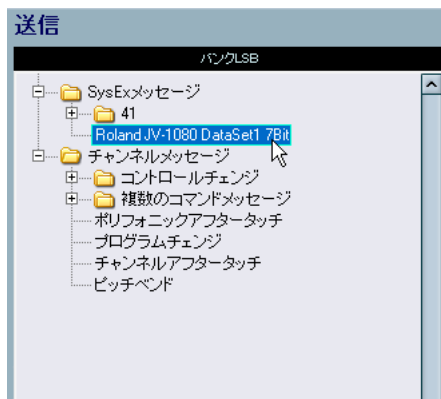 送信
バンクLSB
SysExメッセージ
41
Roland JV-1080 DataSet1 7Bit
チャンネルメッセージ
コントロールチェンジ
複数のコマンドメッセージ
ポリフォニックアフタータッチ
プログラムチェンジ
チャンネルアフタータッチ
ピッチベンド